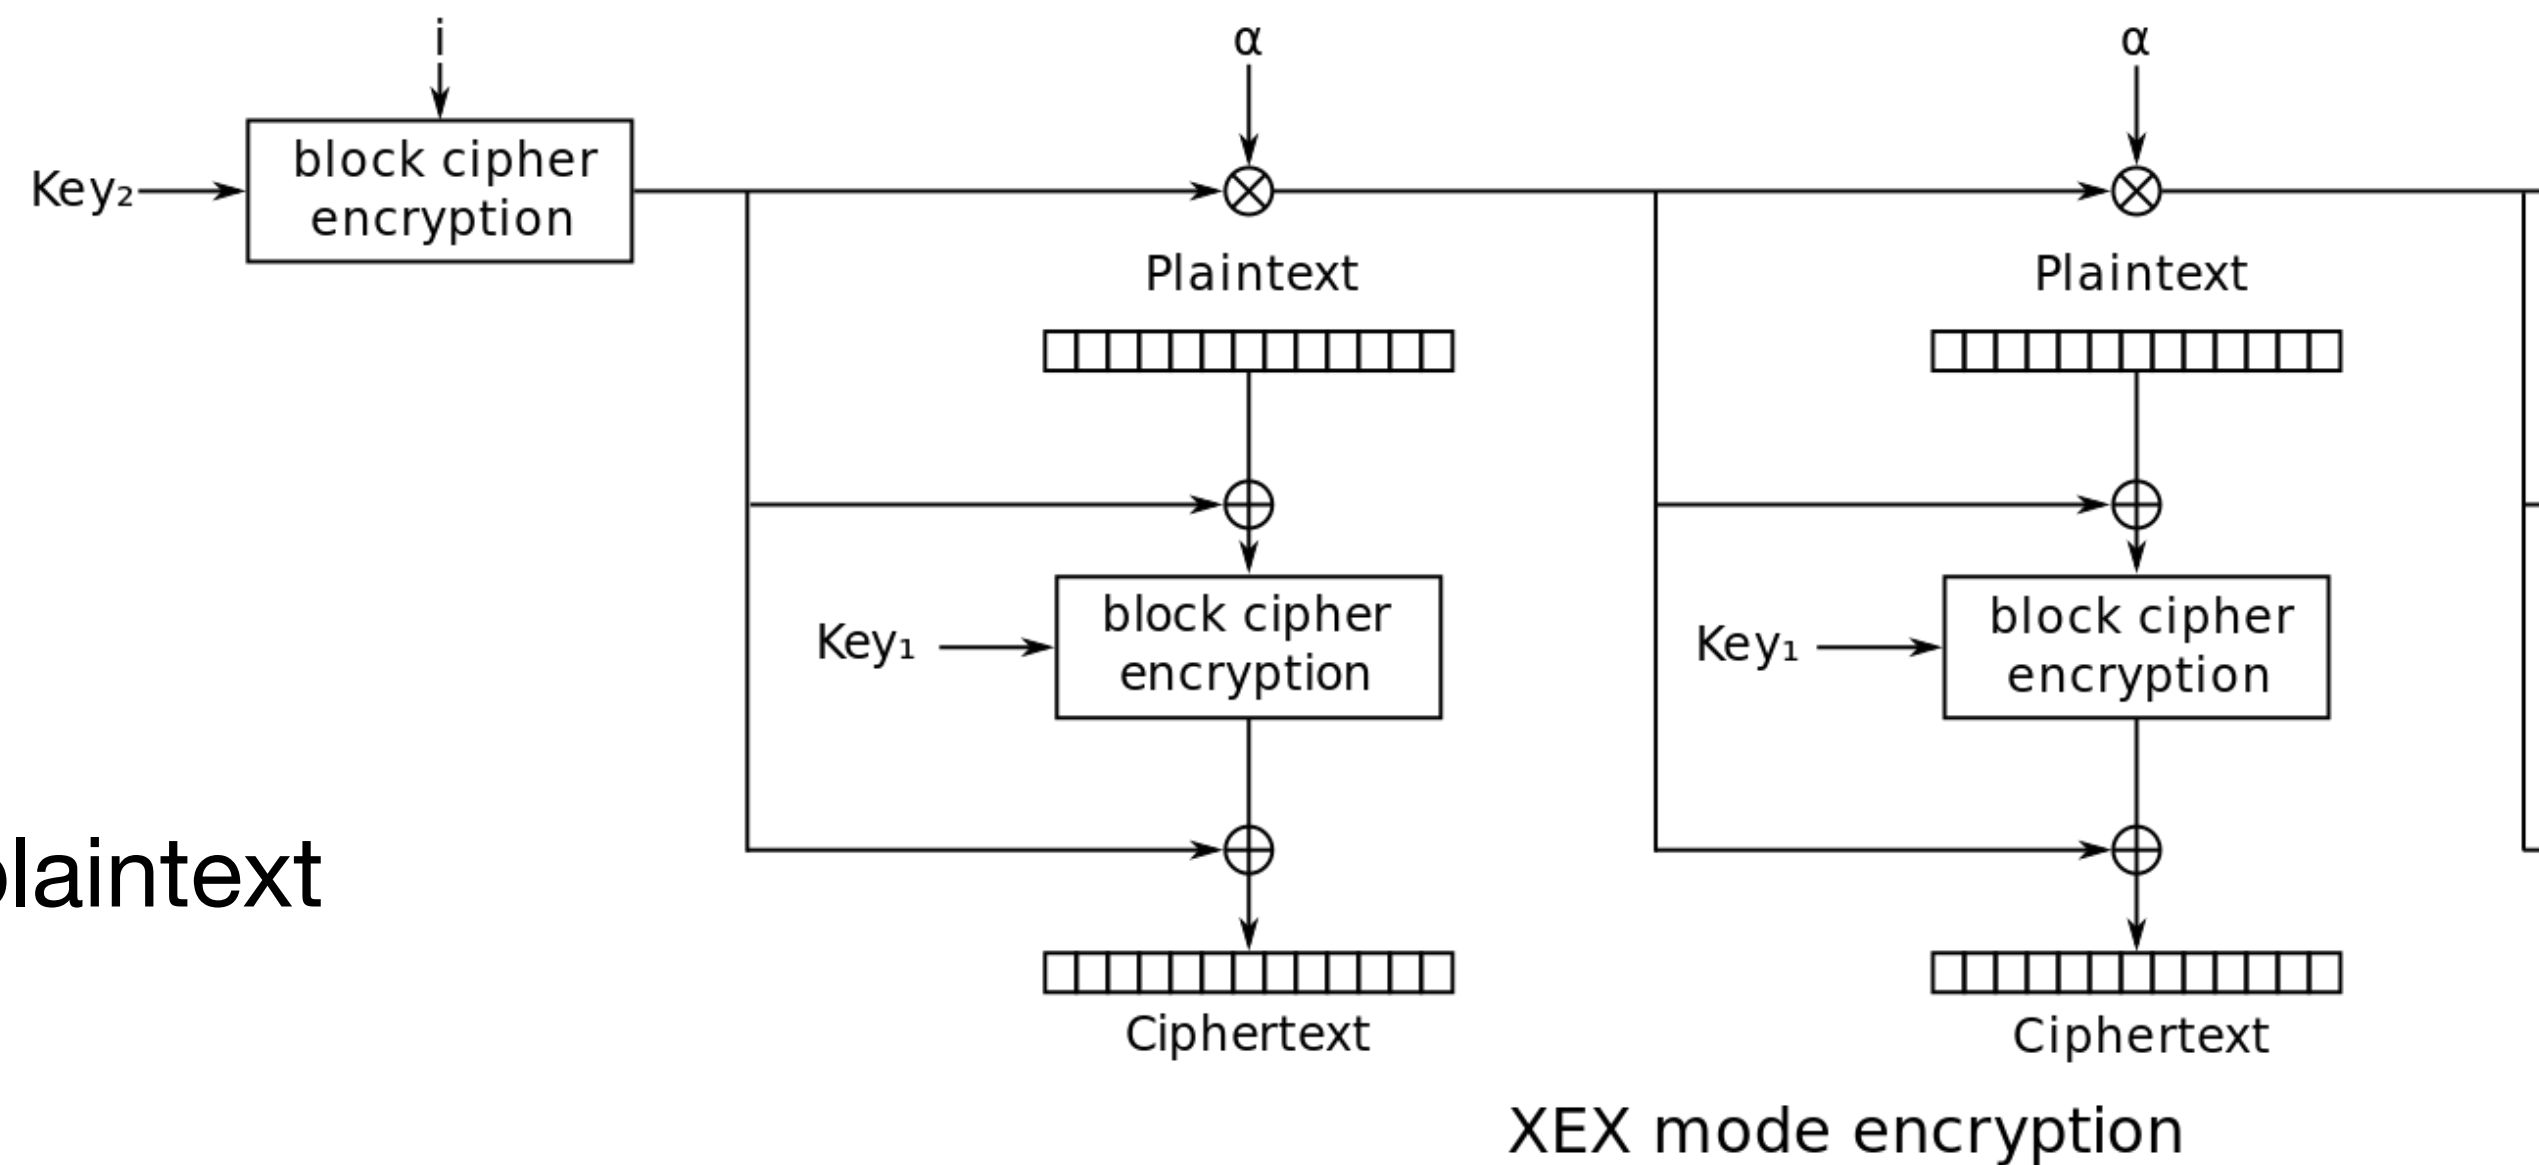 i
α
α
block cipher
encryption
Key₂
Plaintext
Plaintext
block cipher
encryption
Key₁
block cipher
encryption
Key₁
plaintext
Ciphertext
Ciphertext
XEX mode encryption